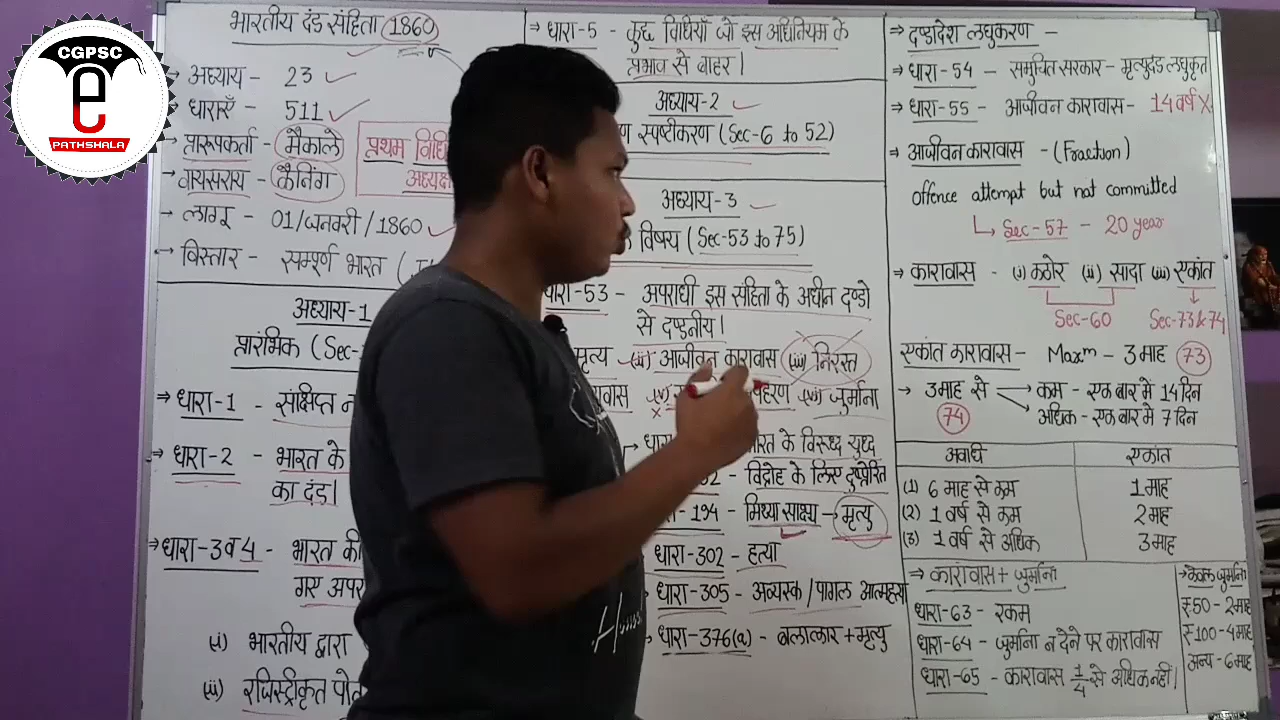 CGPSC
e
PATHSHALA
भारतीय दंड संहिता (1860)
→ अध्याय - 23 ✓
→ धाराएँ - 511 ✓
→ प्रारूपकर्ता - मैकाले
→ वायसराय - कैनिंग
प्रथम विधि
अध्यक्ष
→ लागू - 01/जनवरी/1860 ✓
→ विस्तार - सम्पूर्ण भारत
अध्याय-1
प्रारंभिक (Sec-
→ धारा-1 - संक्षिप्त
→ धारा-2 - भारत के
का दंड।
→ धारा-3व4 - भारत की
गए
(i) भारतीय द्वारा
(ii) रजिस्ट्रीकृत
→ धारा-5 - कुछ विधियाँ जो इस अधिनियम के
प्रभाव से बाहर।
अध्याय-2 ✓
स्पष्टीकरण (Sec-6 to 52)
अध्याय-3 ✓
विषय (Sec-53 to 75)
धारा-53 - अपराधी इस संहिता के अधीन दण्डो
से दण्डनीय।
मृत्य (ii) आजीवन कारावास (iii) निरस्त
(vi) जुर्माना
भारत के विरूध्द युध्द
- विद्रोह के लिए दुष्प्रेरित
-194 - मिथ्या साक्ष्य → मृत्यु
धारा-302 - हत्या
धारा-305 - अव्यस्क / पागल आत्महत्या
धारा-376(a) - बलात्कार + मृत्यु
→ दण्डादेश लघुकरण -
→ धारा-54 - समुचित सरकार - मृत्युदंड लघुकृत
→ धारा-55 - आजीवन कारावास - 14 वर्ष X
→ आजीवन कारावास - (Fraction)
offence attempt but not committed
↳ Sec-57 - 20 year
→ कारावास - (i) कठोर (ii) सादा (iii) एकांत
Sec-60 Sec-73 & 74
एकांत कारावास - Maxᵐ - 3 माह (73)
→ 3 माह से कम - एक बार मे 14 दिन
(74) अधिक - एक बार मे 7 दिन
अवधि एकांत
(1) 6 माह से कम 1 माह
(2) 1 वर्ष से कम 2 माह
(3) 1 वर्ष से अधिक 3 माह
→ कारावास + जुर्माना
धारा-63 - रकम
धारा-64 - जुर्माना न देने पर कारावास
धारा-65 - कारावास 1/4 से अधिक नही।
→ केवल जुर्माना
₹50 - 2 माह
₹100 - 4 माह
अन्य - 6 माह